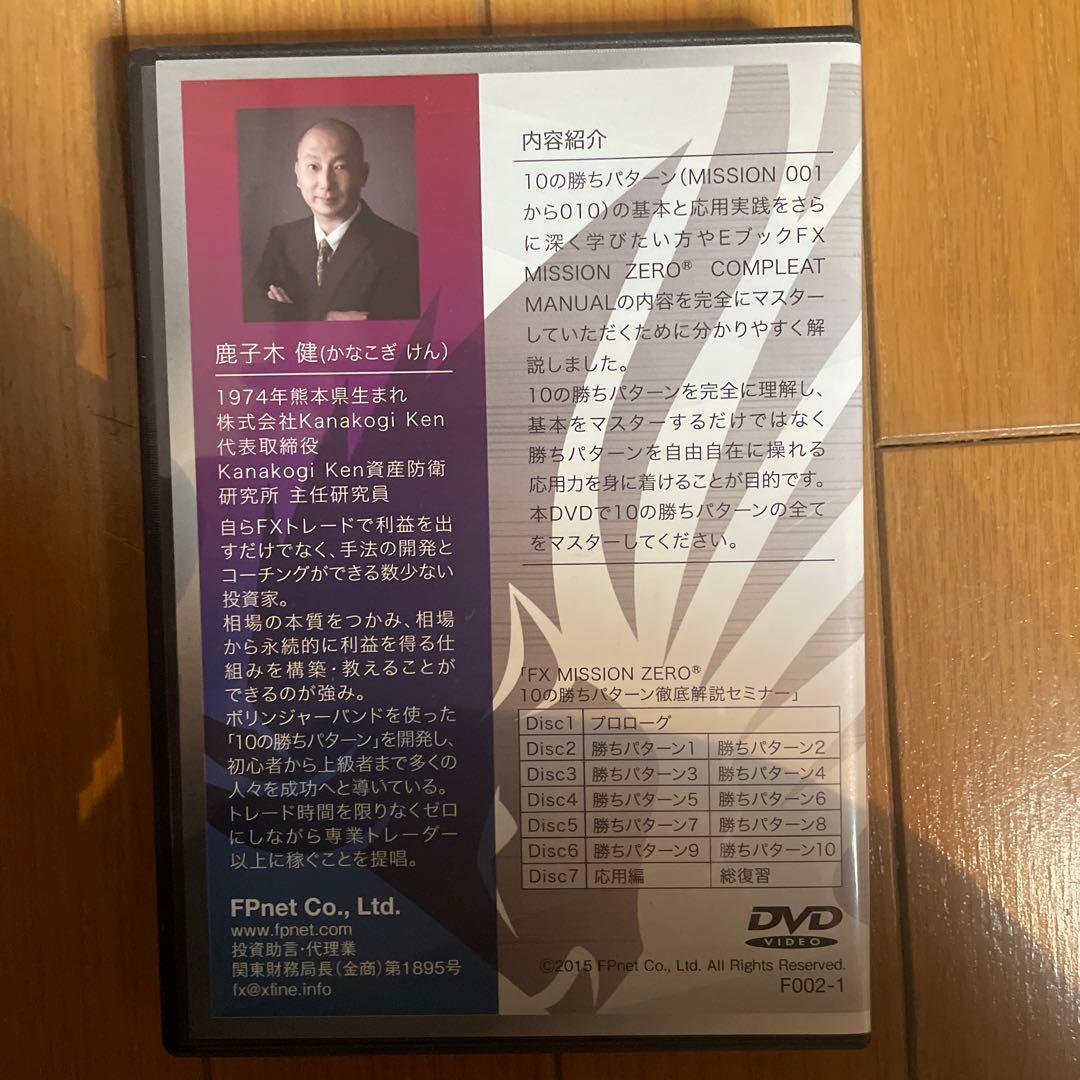 鹿子木 健(かなこぎ けん)
1974年熊本県生まれ
株式会社Kanakogi Ken
代表取締役
Kanakogi Ken資産防衛
研究所 主任研究員
自らFXトレードで利益を出
すだけでなく、手法の開発と
コーチングができる数少ない
投資家。
相場の本質をつかみ、相場
から永続的に利益を得る仕
組みを構築・教えることが
できるのが強み。
ボリンジャーバンドを使った
「10の勝ちパターン」を開発し、
初心者から上級者まで多くの
人々を成功へと導いている。
トレード時間を限りなくゼロ
にしながら専業トレーダー
以上に稼ぐことを提唱。
FPnet Co., Ltd.
www.fpnet.com
投資助言・代理業
関東財務局長(金商)第1895号
fx@xfine.info
内容紹介
10の勝ちパターン(MISSION 001
から010)の基本と応用実践をさら
に深く学びたい方やEブックFX
MISSION ZERO® COMPLEAT
MANUALの内容を完全にマスター
していただくために分かりやすく解
説しました。
10の勝ちパターンを完全に理解し、
基本をマスターするだけではなく
勝ちパターンを自由自在に操れる
応用力を身に着けることが目的です。
本DVDで10の勝ちパターンの全て
をマスターしてください。
「FX MISSION ZERO®
10の勝ちパターン徹底解説セミナー」
Disc1 プロローグ
Disc2 勝ちパターン1 勝ちパターン2
Disc3 勝ちパターン3 勝ちパターン4
Disc4 勝ちパターン5 勝ちパターン6
Disc5 勝ちパターン7 勝ちパターン8
Disc6 勝ちパターン9 勝ちパターン10
Disc7 応用編 総復習
DVD
VIDEO
©2015 FPnet Co., Ltd. All Rights Reserved.
F002-1